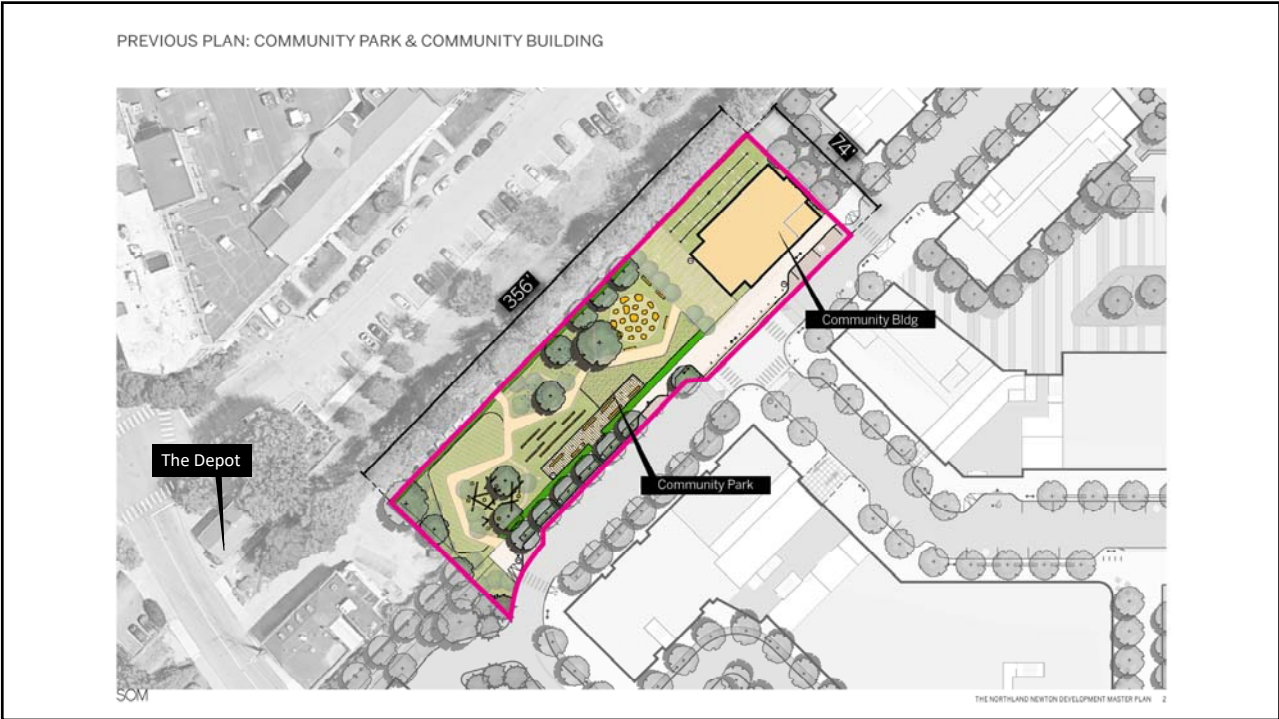 PREVIOUS PLAN: COMMUNITY PARK & COMMUNITY BUILDING
74'
356'
Community Bldg
The Depot
Community Park
SOM
THE NORTHLAND NEWTON DEVELOPMENT MASTER PLAN 2